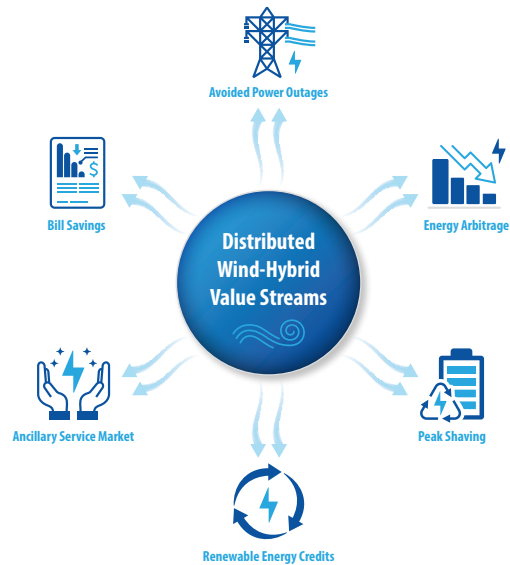 Avoided Power Outages
Bill Savings
$
Energy Arbitrage
Distributed
Wind-Hybrid
Value Streams
Ancillary Service Market
Peak Shaving
Renewable Energy Credits